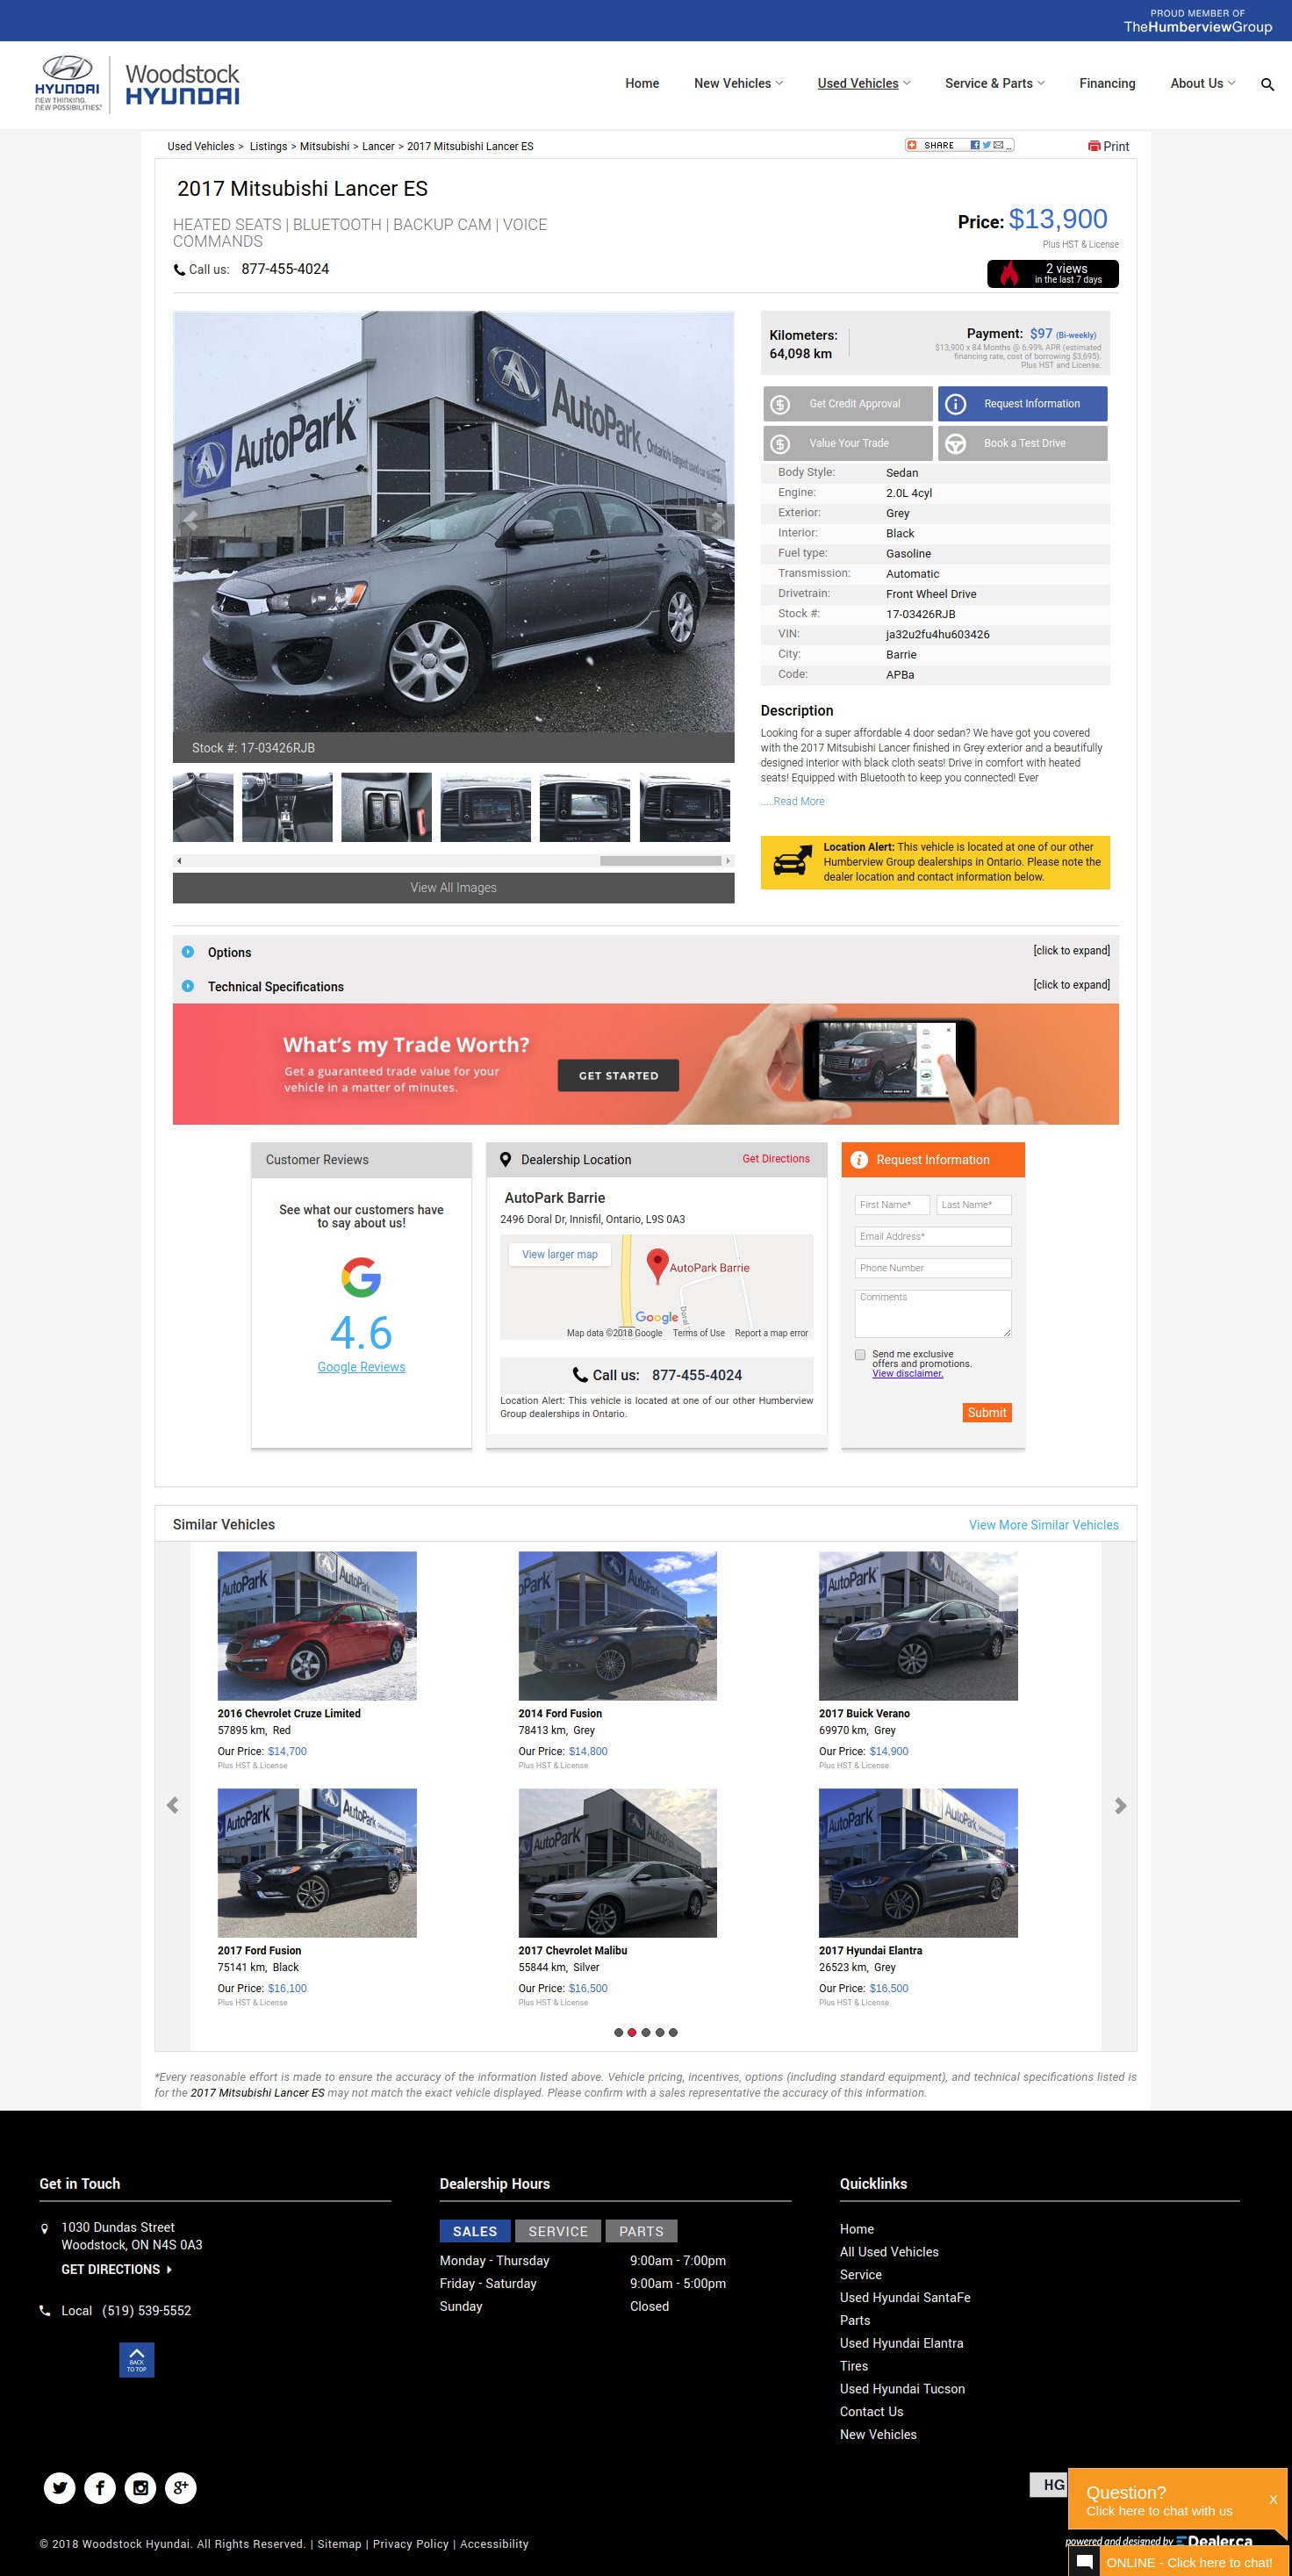 PROUD MEMBER OF
TheHumberviewGroup
HYUNDAI
NEW THINKING.
NEW POSSIBILITIES.
Woodstock
HYUNDAI
Home
New Vehicles
Used Vehicles
Service & Parts
Financing
About Us
Used Vehicles > Listings > Mitsubishi > Lancer > 2017 Mitsubishi Lancer ES
SHARE
Print
2017 Mitsubishi Lancer ES
HEATED SEATS | BLUETOOTH | BACKUP CAM | VOICE
COMMANDS
Call us: 877-455-4024
Price: $13,900
Plus HST & License
2 views
in the last 7 days
AutoPark
AutoPark
Ontario's largest used car
Stock #: 17-03426RJB
View All Images
Kilometers:
64,098 km
Payment: $97 (Bi-weekly)
$13,900 x 84 Months @ 6.99% APR (estimated
financing rate, cost of borrowing $3,695).
Plus HST and License.
Get Credit Approval
Request Information
Value Your Trade
Book a Test Drive
Body Style: Sedan
Engine: 2.0L 4cyl
Exterior: Grey
Interior: Black
Fuel type: Gasoline
Transmission: Automatic
Drivetrain: Front Wheel Drive
Stock #: 17-03426RJB
VIN: ja32u2fu4hu603426
City: Barrie
Code: APBa
Description
Looking for a super affordable 4 door sedan? We have got you covered
with the 2017 Mitsubishi Lancer finished in Grey exterior and a beautifully
designed interior with black cloth seats! Drive in comfort with heated
seats! Equipped with Bluetooth to keep you connected! Ever
.....Read More
Location Alert: This vehicle is located at one of our other
Humberview Group dealerships in Ontario. Please note the
dealer location and contact information below.
Options [click to expand]
Technical Specifications [click to expand]
What's my Trade Worth?
Get a guaranteed trade value for your
vehicle in a matter of minutes.
GET STARTED
Customer Reviews
See what our customers have
to say about us!
4.6
Google Reviews
Dealership Location
Get Directions
AutoPark Barrie
2496 Doral Dr, Innisfil, Ontario, L9S 0A3
View larger map
AutoPark Barrie
Google
Doral
Map data ©2018 Google Terms of Use Report a map error
Call us: 877-455-4024
Location Alert: This vehicle is located at one of our other Humberview
Group dealerships in Ontario.
Request Information
First Name*
Last Name*
Email Address*
Phone Number
Comments
Send me exclusive
offers and promotions.
View disclaimer.
Submit
Similar Vehicles
View More Similar Vehicles
AutoPark
AutoPark
AutoPark
AutoPark
2016 Chevrolet Cruze Limited
57895 km, Red
Our Price: $14,700
Plus HST & License
2014 Ford Fusion
78413 km, Grey
Our Price: $14,800
Plus HST & License
2017 Buick Verano
69970 km, Grey
Our Price: $14,900
Plus HST & License
AutoPark
AutoPark
AutoPark
AutoPark
AutoPark
2017 Ford Fusion
75141 km, Black
Our Price: $16,100
Plus HST & License
2017 Chevrolet Malibu
55844 km, Silver
Our Price: $16,500
Plus HST & License
2017 Hyundai Elantra
26523 km, Grey
Our Price: $16,500
Plus HST & License
*Every reasonable effort is made to ensure the accuracy of the information listed above. Vehicle pricing, incentives, options (including standard equipment), and technical specifications listed is
for the 2017 Mitsubishi Lancer ES may not match the exact vehicle displayed. Please confirm with a sales representative the accuracy of this information.
Get in Touch
1030 Dundas Street
Woodstock, ON N4S 0A3
GET DIRECTIONS
Local (519) 539-5552
BACK
TO TOP
Dealership Hours
SALES
SERVICE
PARTS
Monday - Thursday 9:00am - 7:00pm
Friday - Saturday 9:00am - 5:00pm
Sunday Closed
Quicklinks
Home
All Used Vehicles
Service
Used Hyundai SantaFe
Parts
Used Hyundai Elantra
Tires
Used Hyundai Tucson
Contact Us
New Vehicles
HG
Question?
Click here to chat with us
X
© 2018 Woodstock Hyundai. All Rights Reserved. | Sitemap | Privacy Policy | Accessibility
powered and designed by EDealer.ca
ONLINE - Click here to chat!